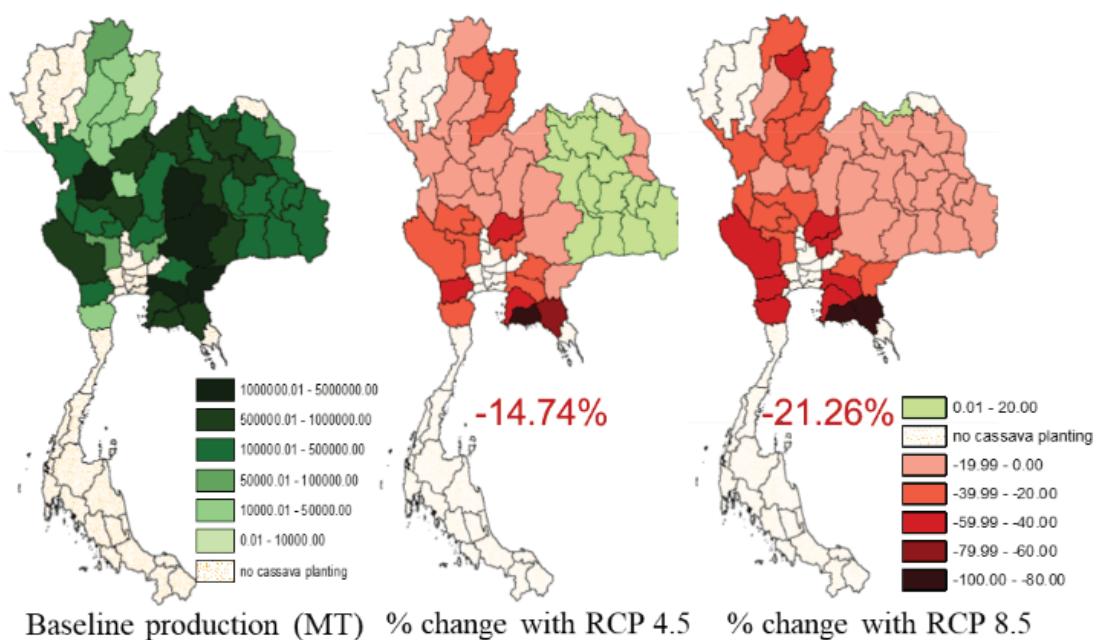 1000000.01 - 5000000.00
500000.01 - 1000000.00
100000.01 - 500000.00
50000.01 - 100000.00
10000.01 - 50000.00
0.01 - 10000.00
no cassava planting
-14.74%
-21.26%
0.01 - 20.00
no cassava planting
-19.99 - 0.00
-39.99 - -20.00
-59.99 - -40.00
-79.99 - -60.00
-100.00 - -80.00
Baseline production (MT)
% change with RCP 4.5
% change with RCP 8.5